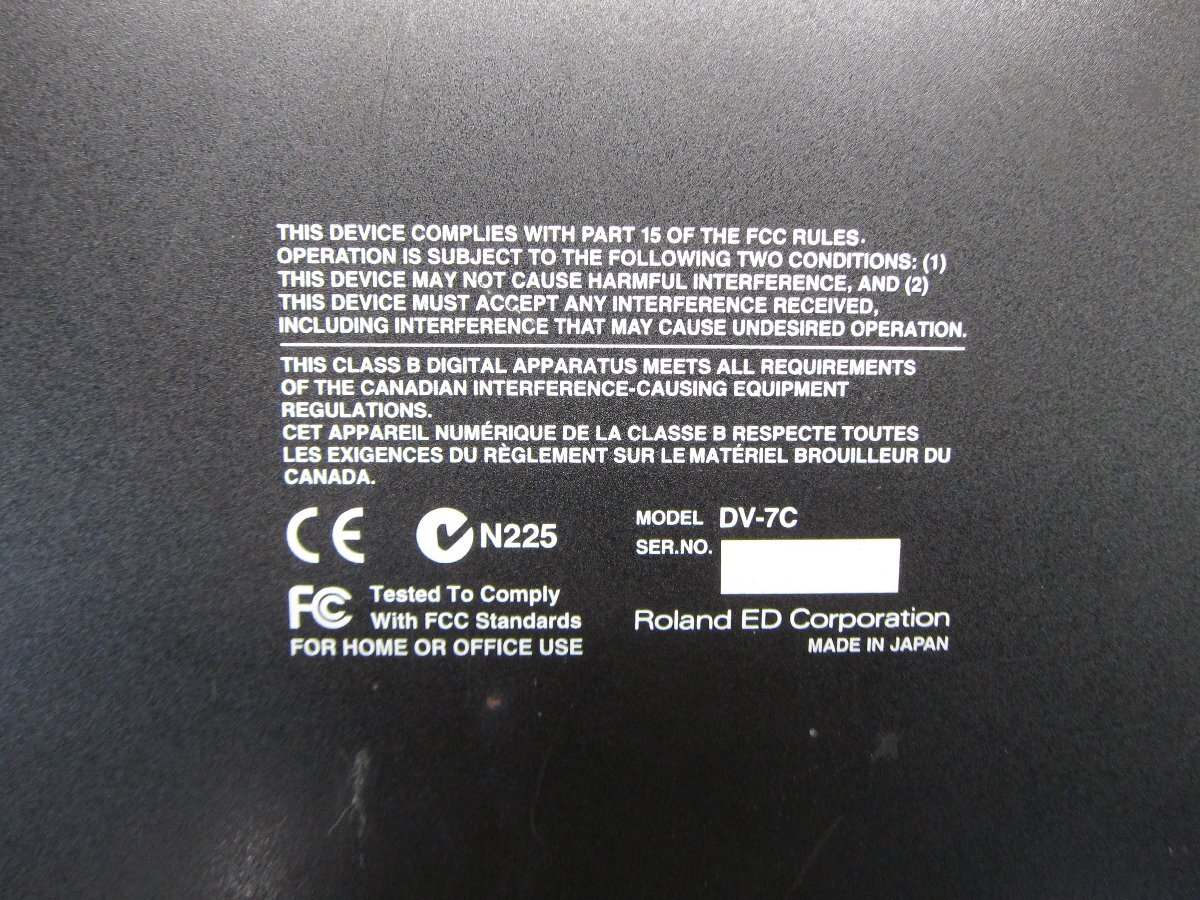 THIS DEVICE COMPLIES WITH PART 15 OF THE FCC RULES.
OPERATION IS SUBJECT TO THE FOLLOWING TWO CONDITIONS: (1)
THIS DEVICE MAY NOT CAUSE HARMFUL INTERFERENCE, AND (2)
THIS DEVICE MUST ACCEPT ANY INTERFERENCE RECEIVED,
INCLUDING INTERFERENCE THAT MAY CAUSE UNDESIRED OPERATION.
THIS CLASS B DIGITAL APPARATUS MEETS ALL REQUIREMENTS
OF THE CANADIAN INTERFERENCE-CAUSING EQUIPMENT
REGULATIONS.
CET APPAREIL NUMÉRIQUE DE LA CLASSE B RESPECTE TOUTES
LES EXIGENCES DU RÈGLEMENT SUR LE MATÉRIEL BROUILLEUR DU
CANADA.
CE N225
FC Tested To Comply
With FCC Standards
FOR HOME OR OFFICE USE
MODEL DV-7C
SER.NO.
Roland ED Corporation
MADE IN JAPAN